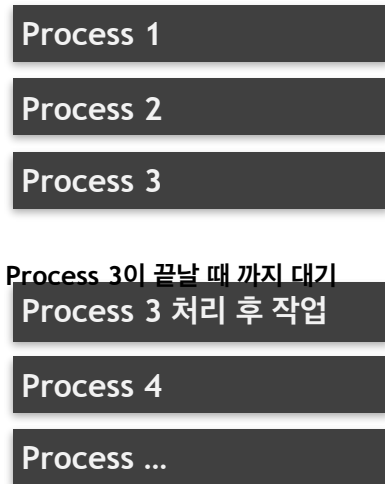 Process 1
Process 2
Process 3
Process 3이 끝날 때 까지 대기
Process 3 처리 후 작업
Process 4
Process ...